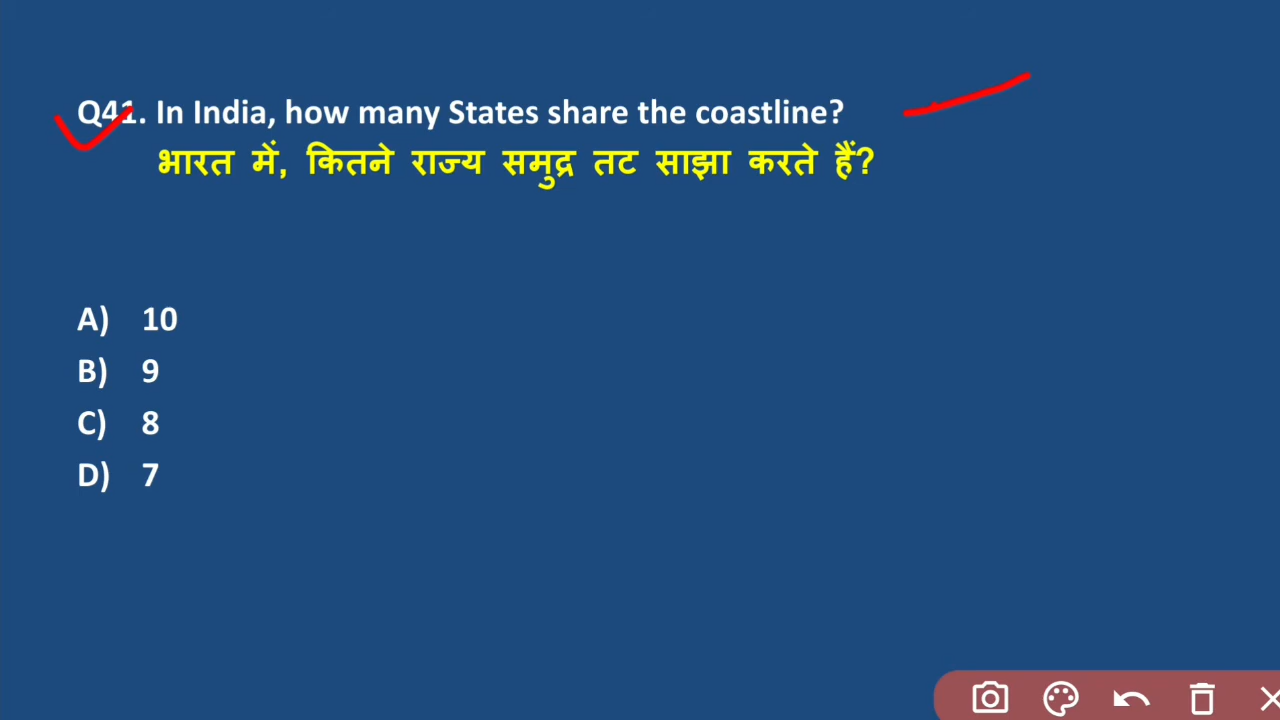 Q41. In India, how many States share the coastline?
भारत में, कितने राज्य समुद्र तट साझा करते हैं?
A) 10
B) 9
C) 8
D) 7